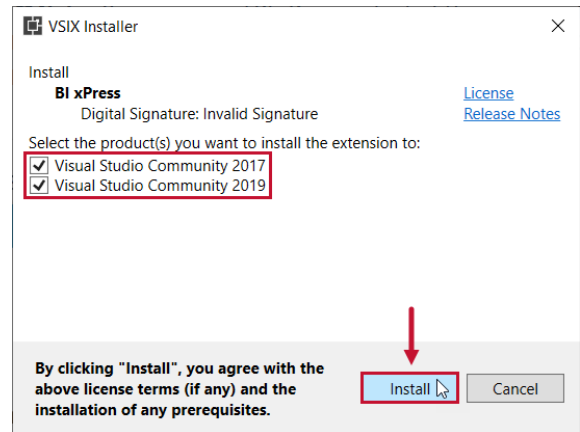 VSIX Installer
Install
BI xPress
License
Digital Signature: Invalid Signature
Release Notes
Select the product(s) you want to install the extension to:
Visual Studio Community 2017
Visual Studio Community 2019
By clicking "Install", you agree with the
above license terms (if any) and the
installation of any prerequisites.
Install
Cancel